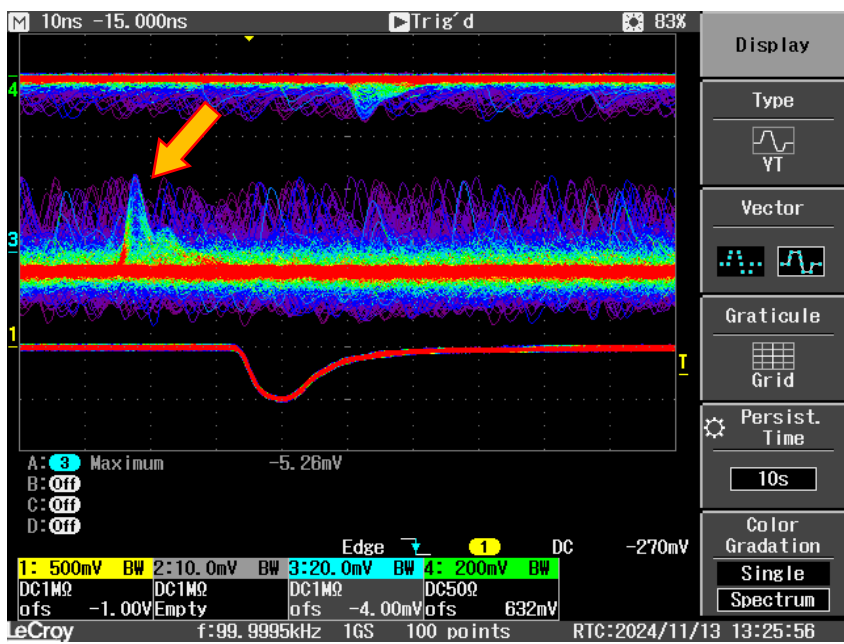 M 10ns -15.000ns Trig´d 83%
Display
4
3
1
T
Type
YT
Vector
Graticule
Grid
Persist. Time
10s
Color Gradation
Single
Spectrum
A: 3 Maximum -5.26mV
B: Off
C: Off
D: Off
Edge 1 DC -270mV
1: 500mV BW 2:10.0mV BW 3:20.0mV BW 4: 200mV BW
DC1MΩ DC1MΩ DC1MΩ DC50Ω
ofs -1.00V Empty ofs -4.00mV ofs 632mV
LeCroy f:99.9995kHz 1GS 100 points RTC:2024/11/13 13:25:56